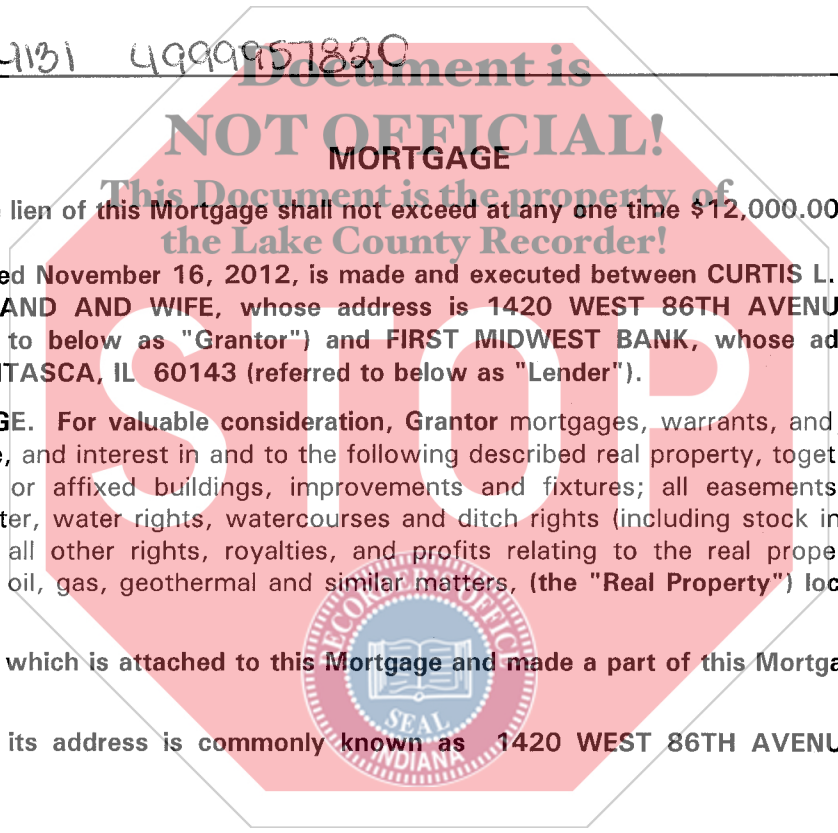 4131 4999957820
Document is
NOT OFFICIAL!
MORTGAGE
This Document is the property of
lien of this Mortgage shall not exceed at any one time $12,000.00
the Lake County Recorder!
ed November 16, 2012, is made and executed between CURTIS L.
AND AND WIFE, whose address is 1420 WEST 86TH AVENU
to below as "Grantor") and FIRST MIDWEST BANK, whose ad
ITASCA, IL 60143 (referred to below as "Lender").
STOP
GE. For valuable consideration, Grantor mortgages, warrants, and
e, and interest in and to the following described real property, toget
or affixed buildings, improvements and fixtures; all easements
ter, water rights, watercourses and ditch rights (including stock in
all other rights, royalties, and profits relating to the real prope
oil, gas, geothermal and similar matters, (the "Real Property") loc
RECORDER'S OFFICE
which is attached to this Mortgage and made a part of this Mortga
SEAL
its address is commonly known as 1420 WEST 86TH AVENU
INDIANA